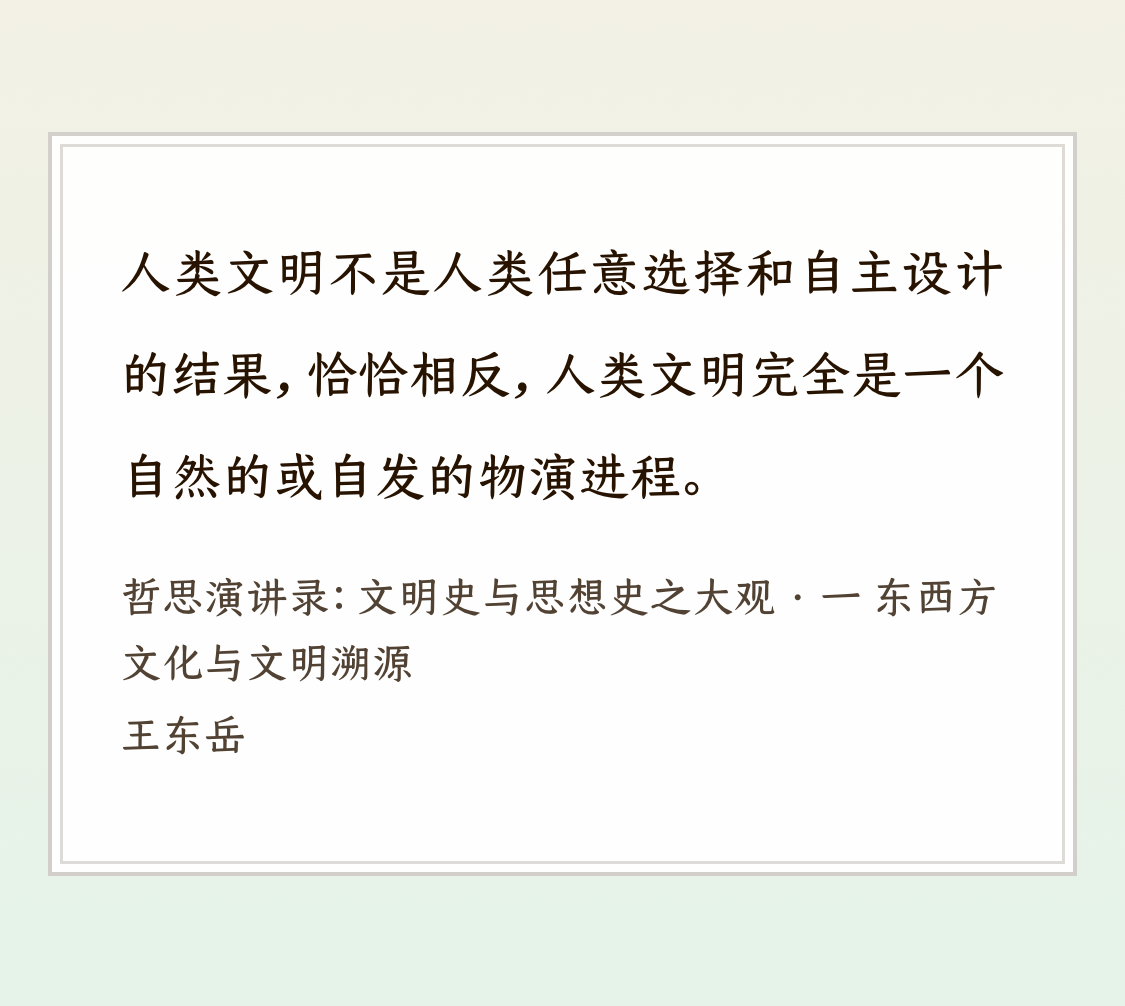 人类文明不是人类任意选择和自主设计
的结果,恰恰相反,人类文明完全是一个
自然的或自发的物演进程。
哲思演讲录:文明史与思想史之大观 · 一 东西方
文化与文明溯源
王东岳